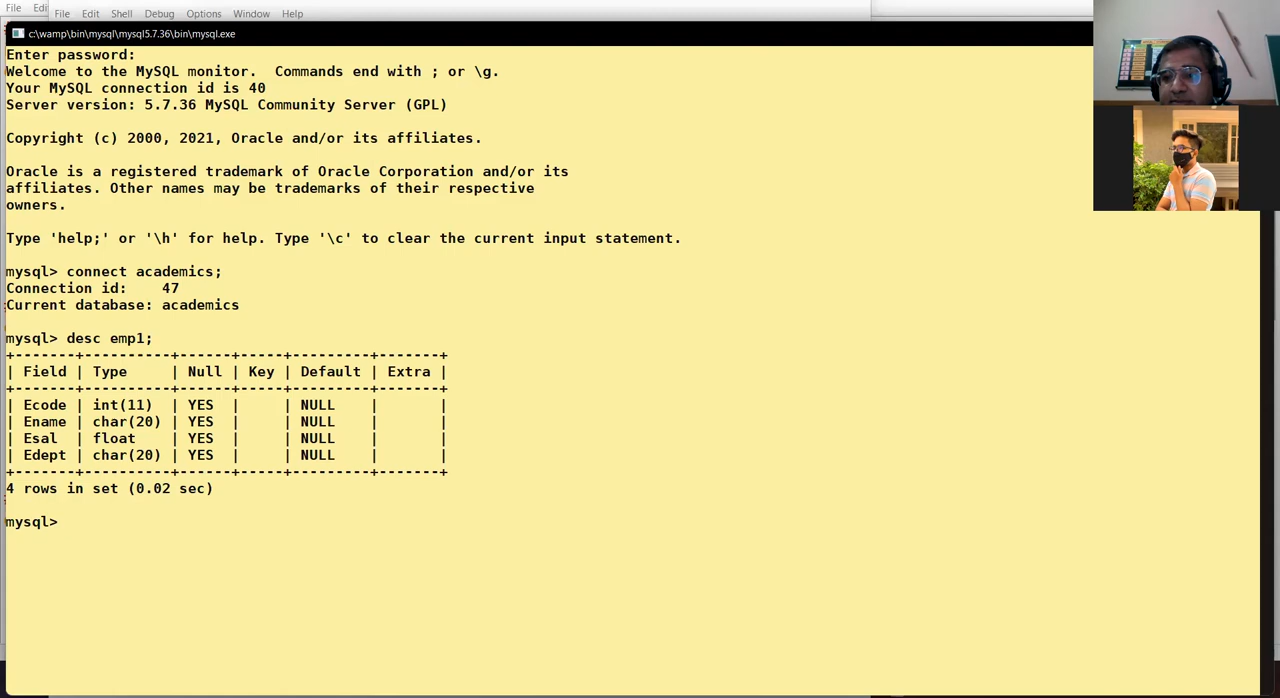 File Edi
File Edit Shell Debug Options Window Help
c:\wamp\bin\mysql\mysql5.7.36\bin\mysql.exe
Enter password:
Welcome to the MySQL monitor.  Commands end with ; or \g.
Your MySQL connection id is 40
Server version: 5.7.36 MySQL Community Server (GPL)
Copyright (c) 2000, 2021, Oracle and/or its affiliates.
Oracle is a registered trademark of Oracle Corporation and/or its
affiliates. Other names may be trademarks of their respective
owners.
Type 'help;' or '\h' for help. Type '\c' to clear the current input statement.
mysql> connect academics;
Connection id:    47
Current database: academics
mysql> desc emp1;
+-------+----------+------+-----+---------+-------+
| Field | Type     | Null | Key | Default | Extra |
+-------+----------+------+-----+---------+-------+
| Ecode | int(11)  | YES  |     | NULL    |       |
| Ename | char(20) | YES  |     | NULL    |       |
| Esal  | float    | YES  |     | NULL    |       |
| Edept | char(20) | YES  |     | NULL    |       |
+-------+----------+------+-----+---------+-------+
4 rows in set (0.02 sec)
mysql>